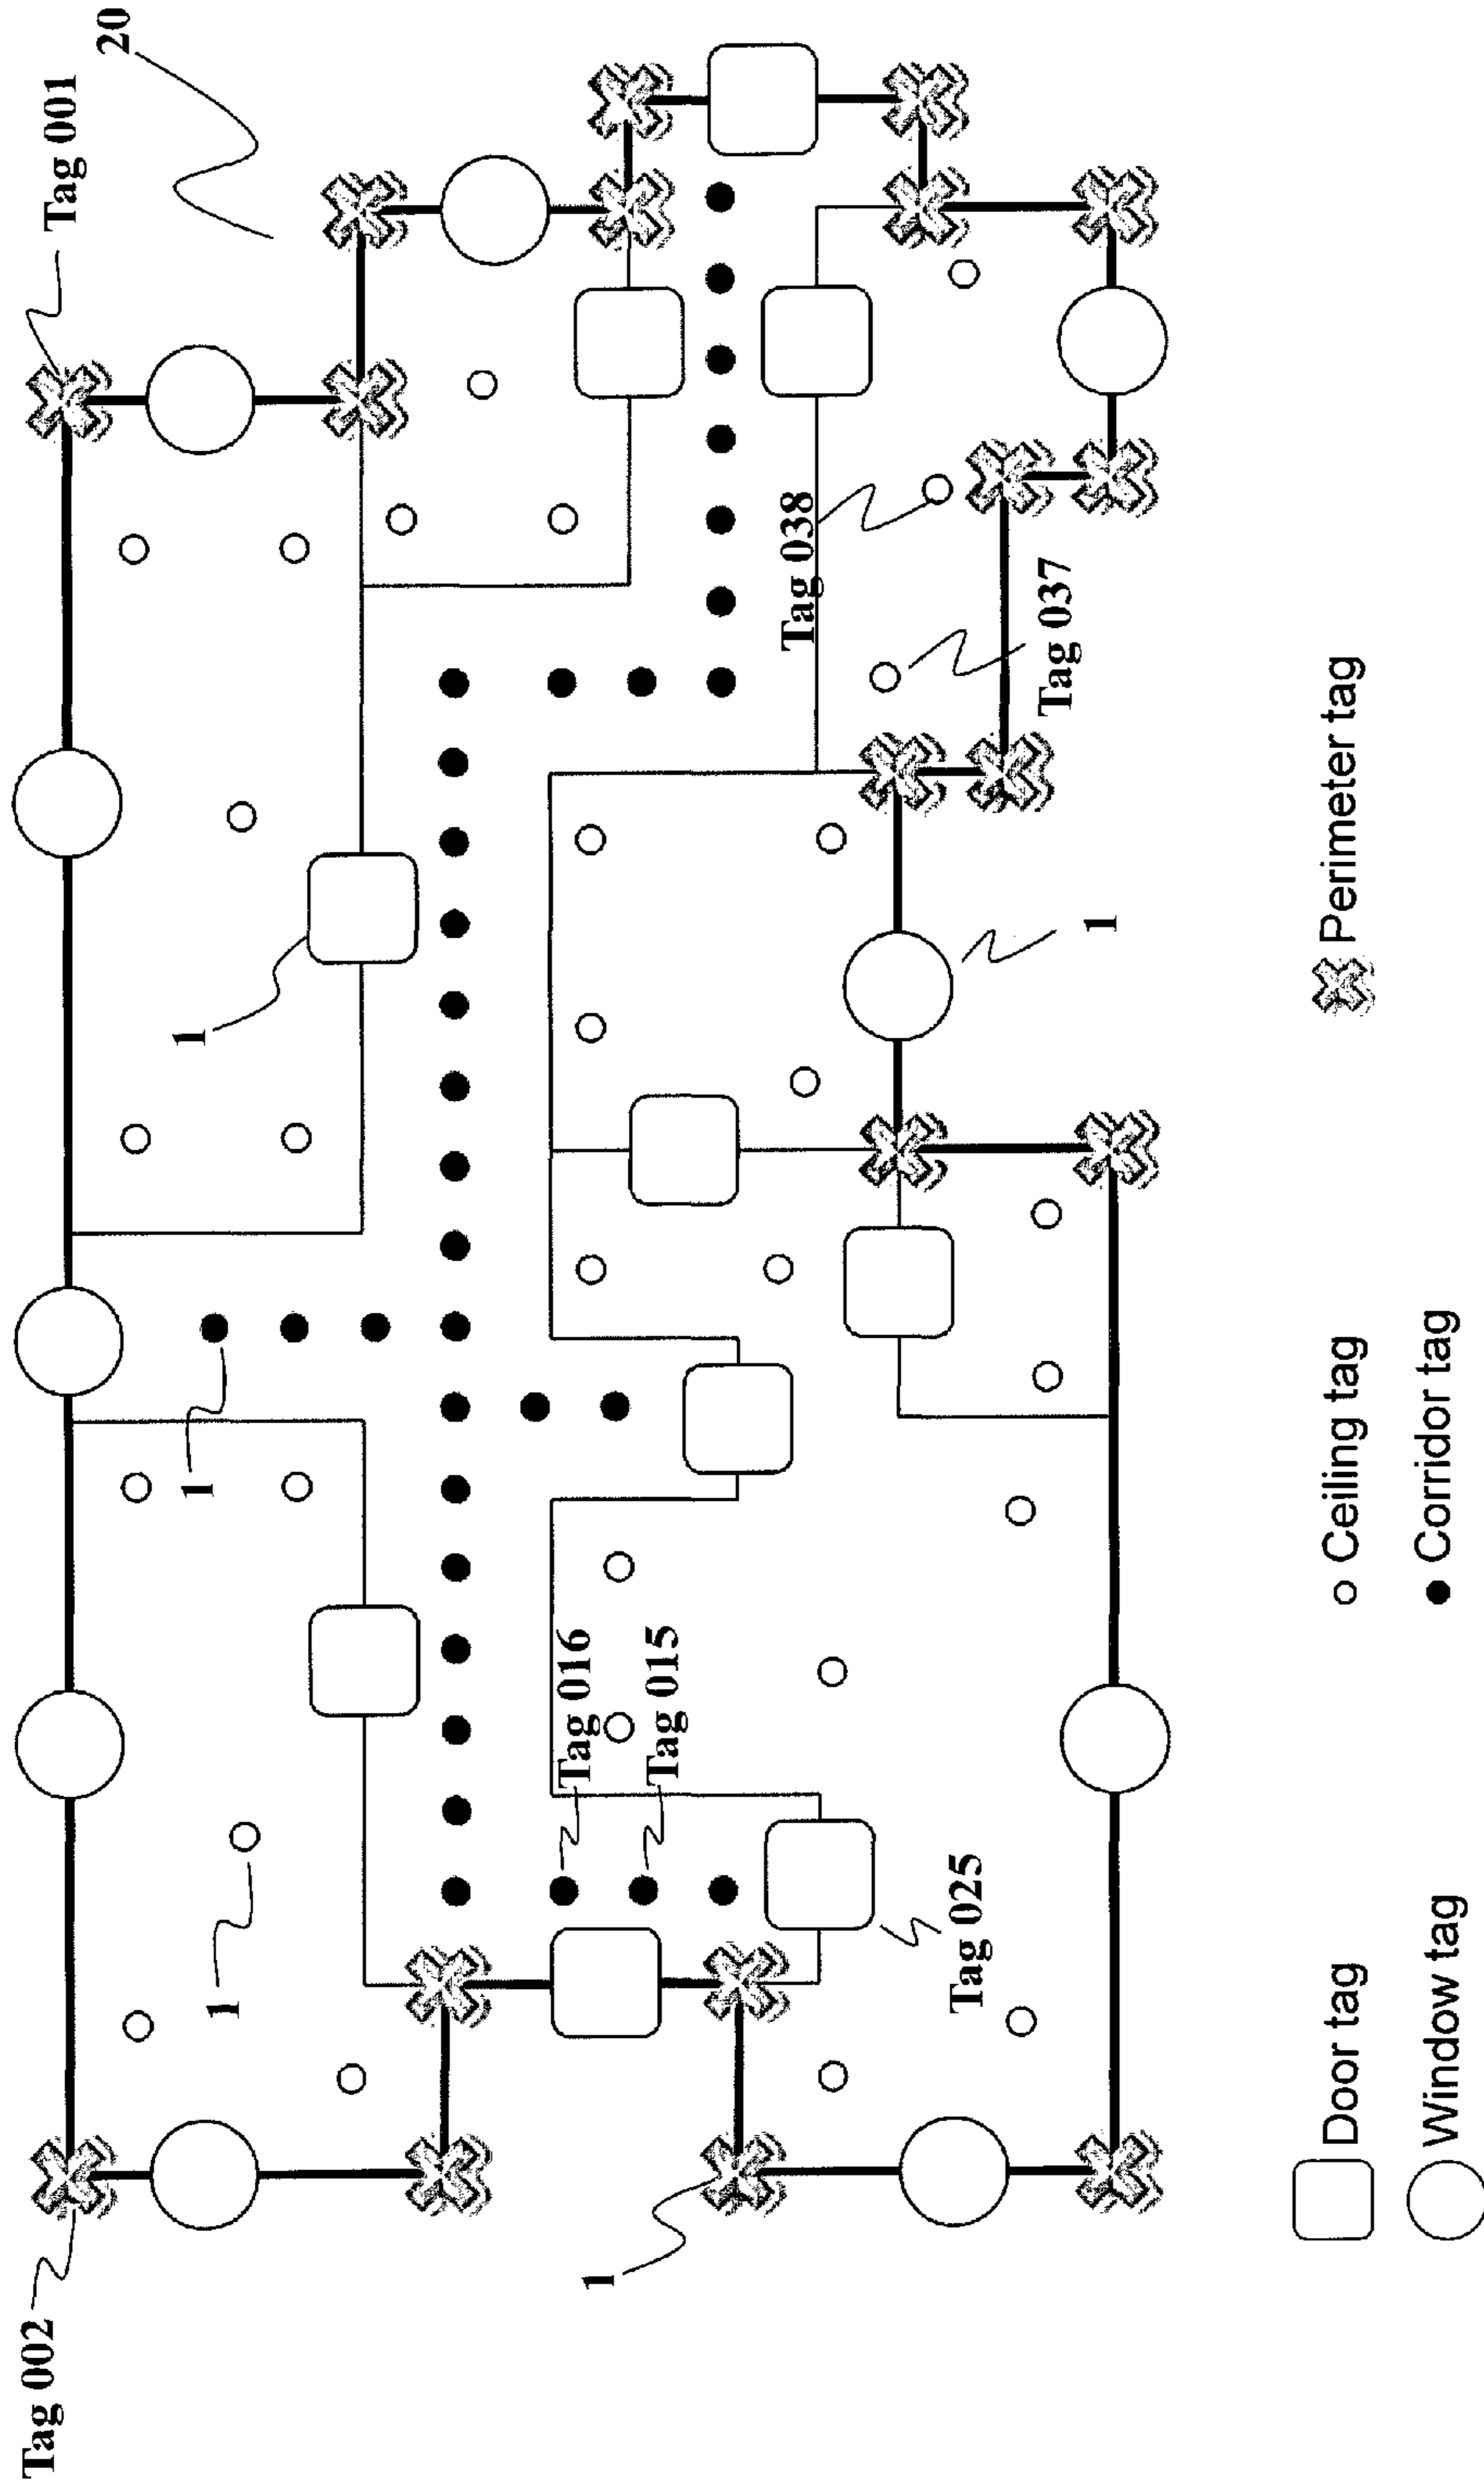 Tag 002
Tag 001
20
1
1
1
1
Tag 016
Tag 015
Tag 038
Tag 025
Tag 037
1
Door tag
Ceiling tag
Perimeter tag
Window tag
Corridor tag